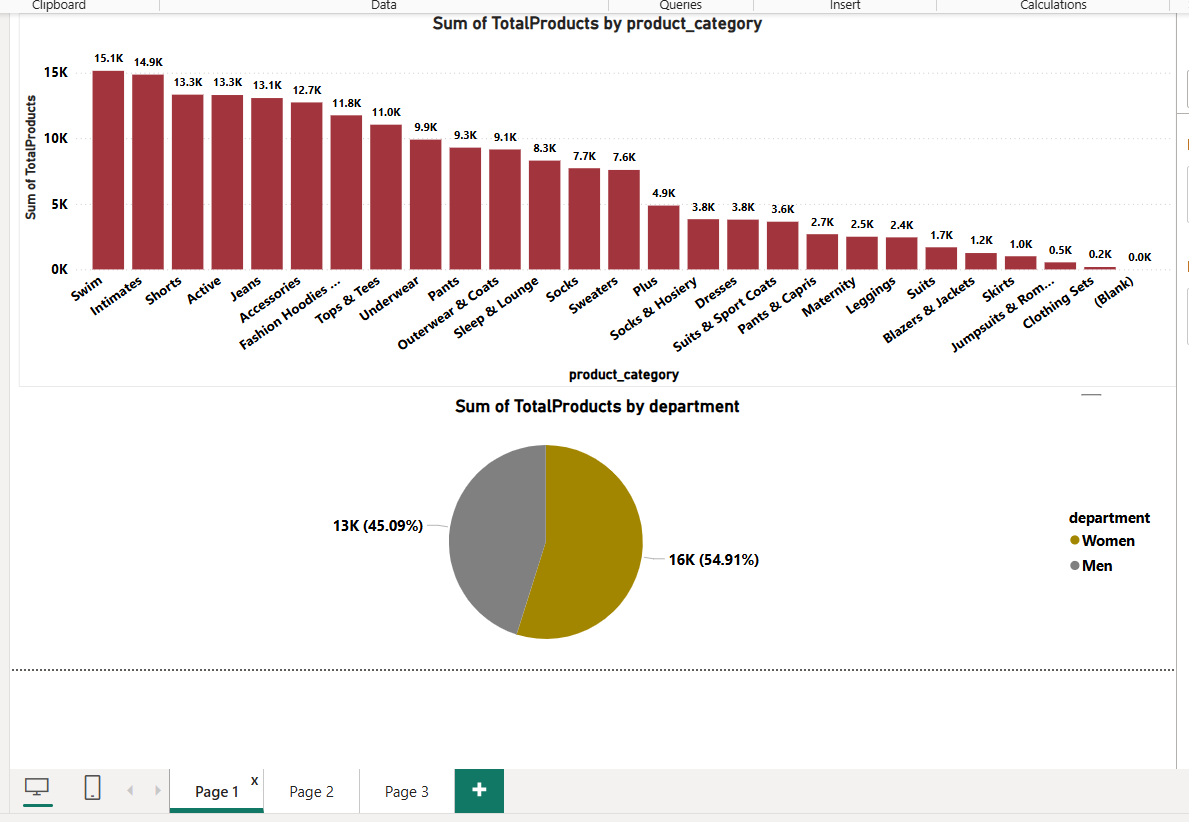 Clipboard Data Queries Insert Calculations
Sum of TotalProducts by product_category
Sum of TotalProducts
15K
10K
5K
0K
15.1K 14.9K 13.3K 13.3K 13.1K 12.7K 11.8K 11.0K 9.9K 9.3K 9.1K 8.3K 7.7K 7.6K 4.9K 3.8K 3.8K 3.6K 2.7K 2.5K 2.4K 1.7K 1.2K 1.0K 0.5K 0.2K 0.0K
Swim
Intimates
Shorts
Active
Jeans
Accessories
Fashion Hoodies ...
Tops & Tees
Underwear
Pants
Outerwear & Coats
Sleep & Lounge
Socks
Sweaters
Plus
Socks & Hosiery
Dresses
Suits & Sport Coats
Pants & Capris
Maternity
Leggings
Suits
Blazers & Jackets
Skirts
Jumpsuits & Rom...
Clothing Sets
(Blank)
product_category
Sum of TotalProducts by department
13K (45.09%)
16K (54.91%)
department
Women
Men
Page 1 x Page 2 Page 3 +